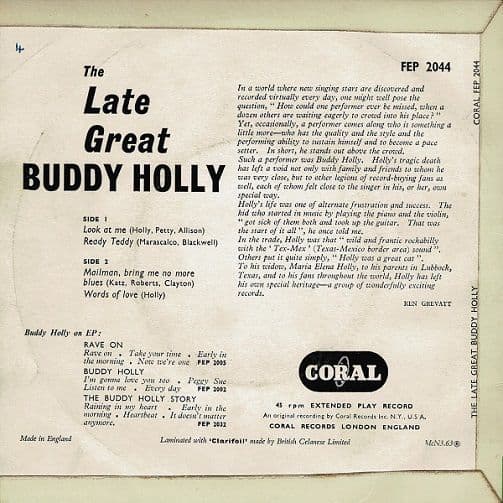 4
The
Late
Great
BUDDY HOLLY
SIDE 1
Look at me (Holly, Petty, Allison)
Ready Teddy (Marascalco, Blackwell)
SIDE 2
Mailman, bring me no more
blues (Katz, Roberts, Clayton)
Words of love (Holly)
Buddy Holly on EP:
RAVE ON
Rave on . Take your time . Early in
the morning . Now we're one FEP 2005
BUDDY HOLLY
I'm gonna love you too . Peggy Sue
Listen to me . Every day FEP 2002
THE BUDDY HOLLY STORY
Raining in my heart . Early in the
morning . Heartbeat . It doesn't matter
anymore. FEP 2032
FEP 2044
In a world where new singing stars are discovered and
recorded virtually every day, one might well pose the
question, " How could one performer ever be missed, when a
dozen others are waiting eagerly to crowd into his place ? "
Yet, occasionally, a performer comes along who is something a
little more—who has the quality and the style and the
performing ability to sustain himself and to become a pace
setter. In short, he stands out above the crowd.
Such a performer was Buddy Holly. Holly's tragic death
has left a void not only with family and friends to whom he
was very close, but to other legions of record-buying fans as
well, each of whom felt close to the singer in his, or her, own
special way.
Holly's life was one of alternate frustration and success. The
kid who started in music by playing the piano and the violin,
" got sick of them both and took up the guitar. That was
the start of it all ", he once told me.
In the trade, Holly was that " wild and frantic rockabilly
with the ' Tex-Mex ' (Texas-Mexico border area) sound ".
Others put it quite simply, " Holly was a great cat ".
To his widow, Maria Elena Holly, to his parents in Lubbock,
Texas, and to his fans throughout the world, Holly has left
his own special heritage—a group of wonderfully exciting
records.
KEN GREVATT
CORAL
45 rpm EXTENDED PLAY RECORD
An original recording by Coral Records Inc. N.Y., U.S.A.
CORAL RECORDS LONDON ENGLAND
Made in England
Laminated with 'Clarifoil' made by British Celanese Limited
McN3.63®
CORAL FEP 2044
THE LATE GREAT BUDDY HOLLY